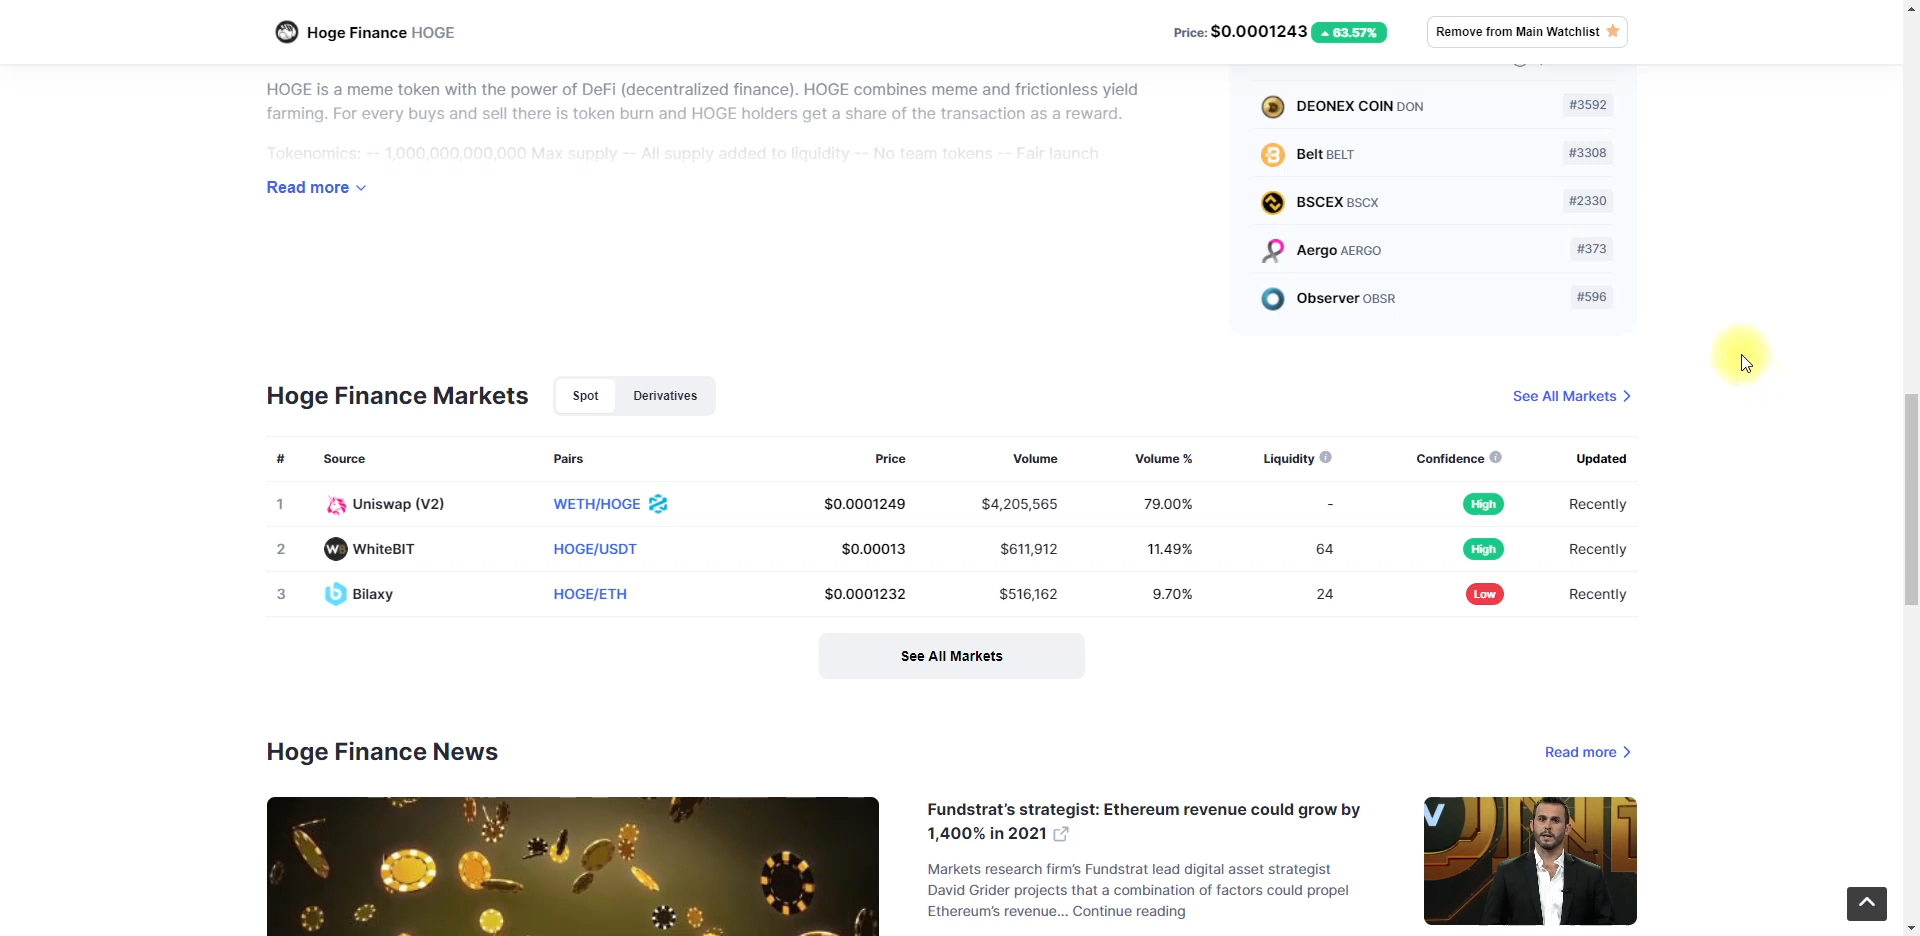 Hoge Finance HOGE
Price: $0.0001243 63.57%
Remove from Main Watchlist
HOGE is a meme token with the power of DeFi (decentralized finance). HOGE combines meme and frictionless yield
farming. For every buys and sell there is token burn and HOGE holders get a share of the transaction as a reward.
Tokenomics: -- 1,000,000,000,000 Max supply -- All supply added to liquidity -- No team tokens -- Fair launch
Read more
DEONEX COIN DON #3592
Belt BELT #3308
BSCEX BSCX #2330
Aergo AERGO #373
Observer OBSR #596
Hoge Finance Markets Spot Derivatives See All Markets
# Source Pairs Price Volume Volume % Liquidity Confidence Updated
1 Uniswap (V2) WETH/HOGE $0.0001249 $4,205,565 79.00% - High Recently
2 WhiteBIT HOGE/USDT $0.00013 $611,912 11.49% 64 High Recently
3 Bilaxy HOGE/ETH $0.0001232 $516,162 9.70% 24 Low Recently
See All Markets
Hoge Finance News Read more
Fundstrat's strategist: Ethereum revenue could grow by
1,400% in 2021
Markets research firm's Fundstrat lead digital asset strategist
David Grider projects that a combination of factors could propel
Ethereum's revenue... Continue reading